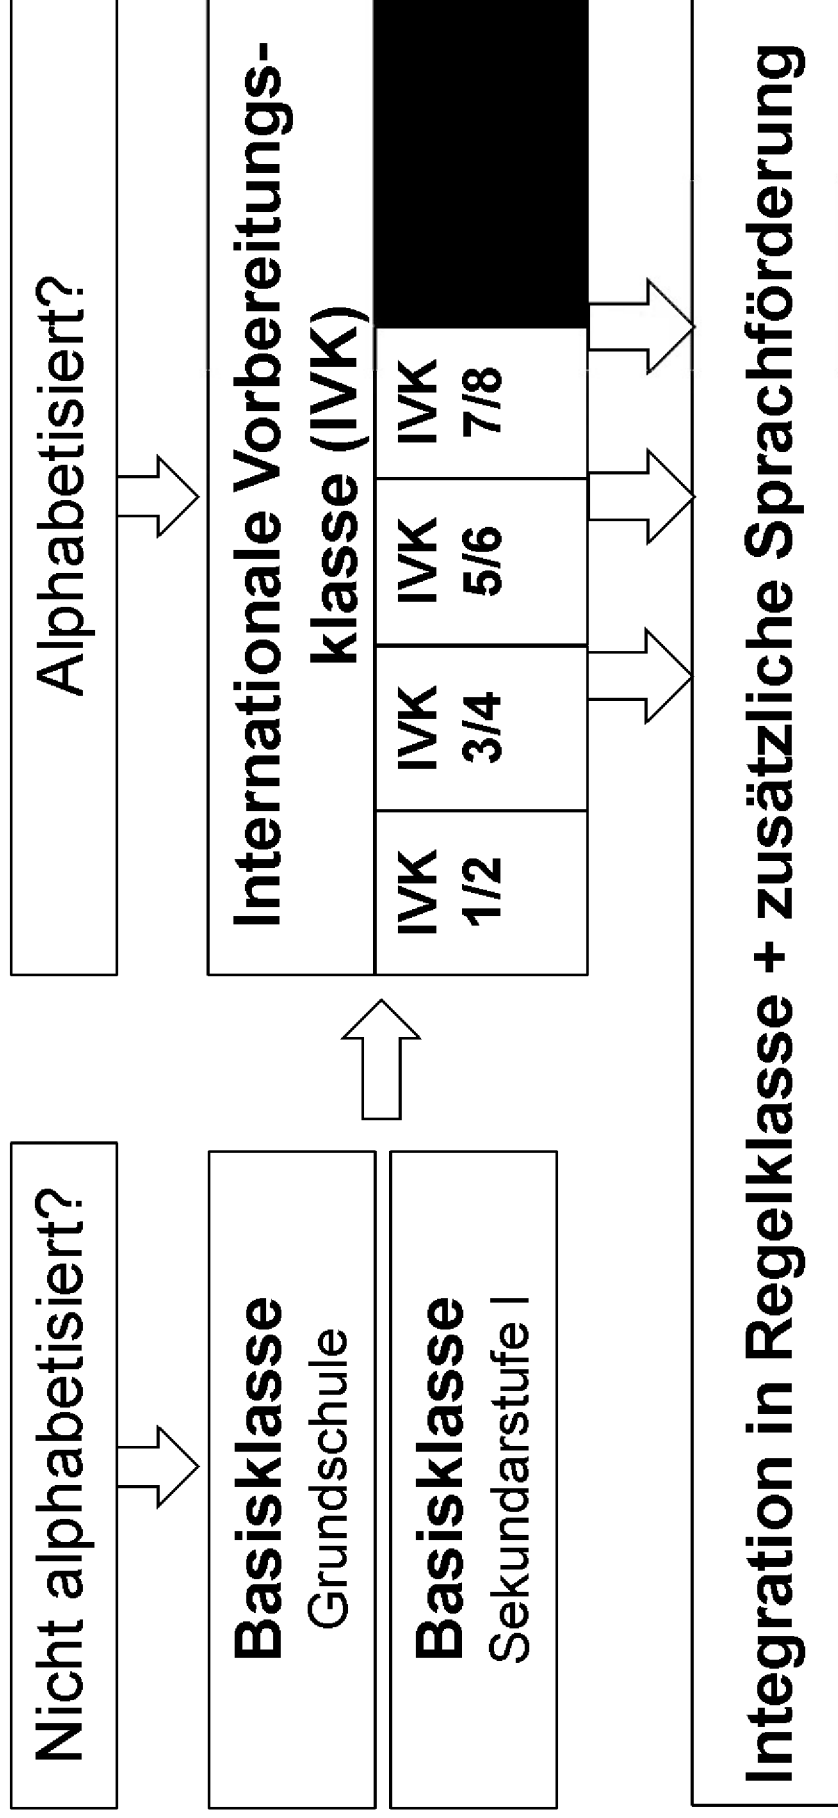 Nicht alphabetisiert?
Alphabetisiert?
Basisklasse
Grundschule
Basisklasse
Sekundarstufe I
Internationale Vorbereitungs-
klasse (IVK)
IVK
1/2
IVK
3/4
IVK
5/6
IVK
7/8
Integration in Regelklasse + zusätzliche Sprachförderung